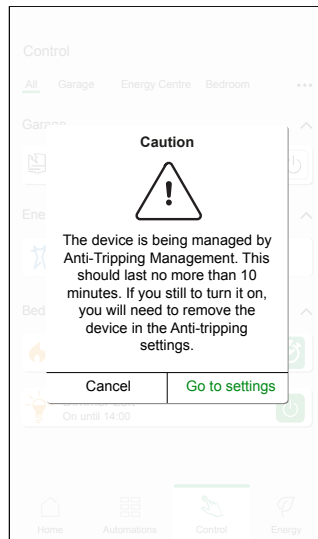 Control
All Garage Energy Centre Bedroom
Caution
The device is being managed by
Anti-Tripping Management. This
should last no more than 10
minutes. If you still to turn it on,
you will need to remove the
device in the Anti-tripping
settings.
Cancel Go to settings
On until 14:00
Home Automations Control Energy